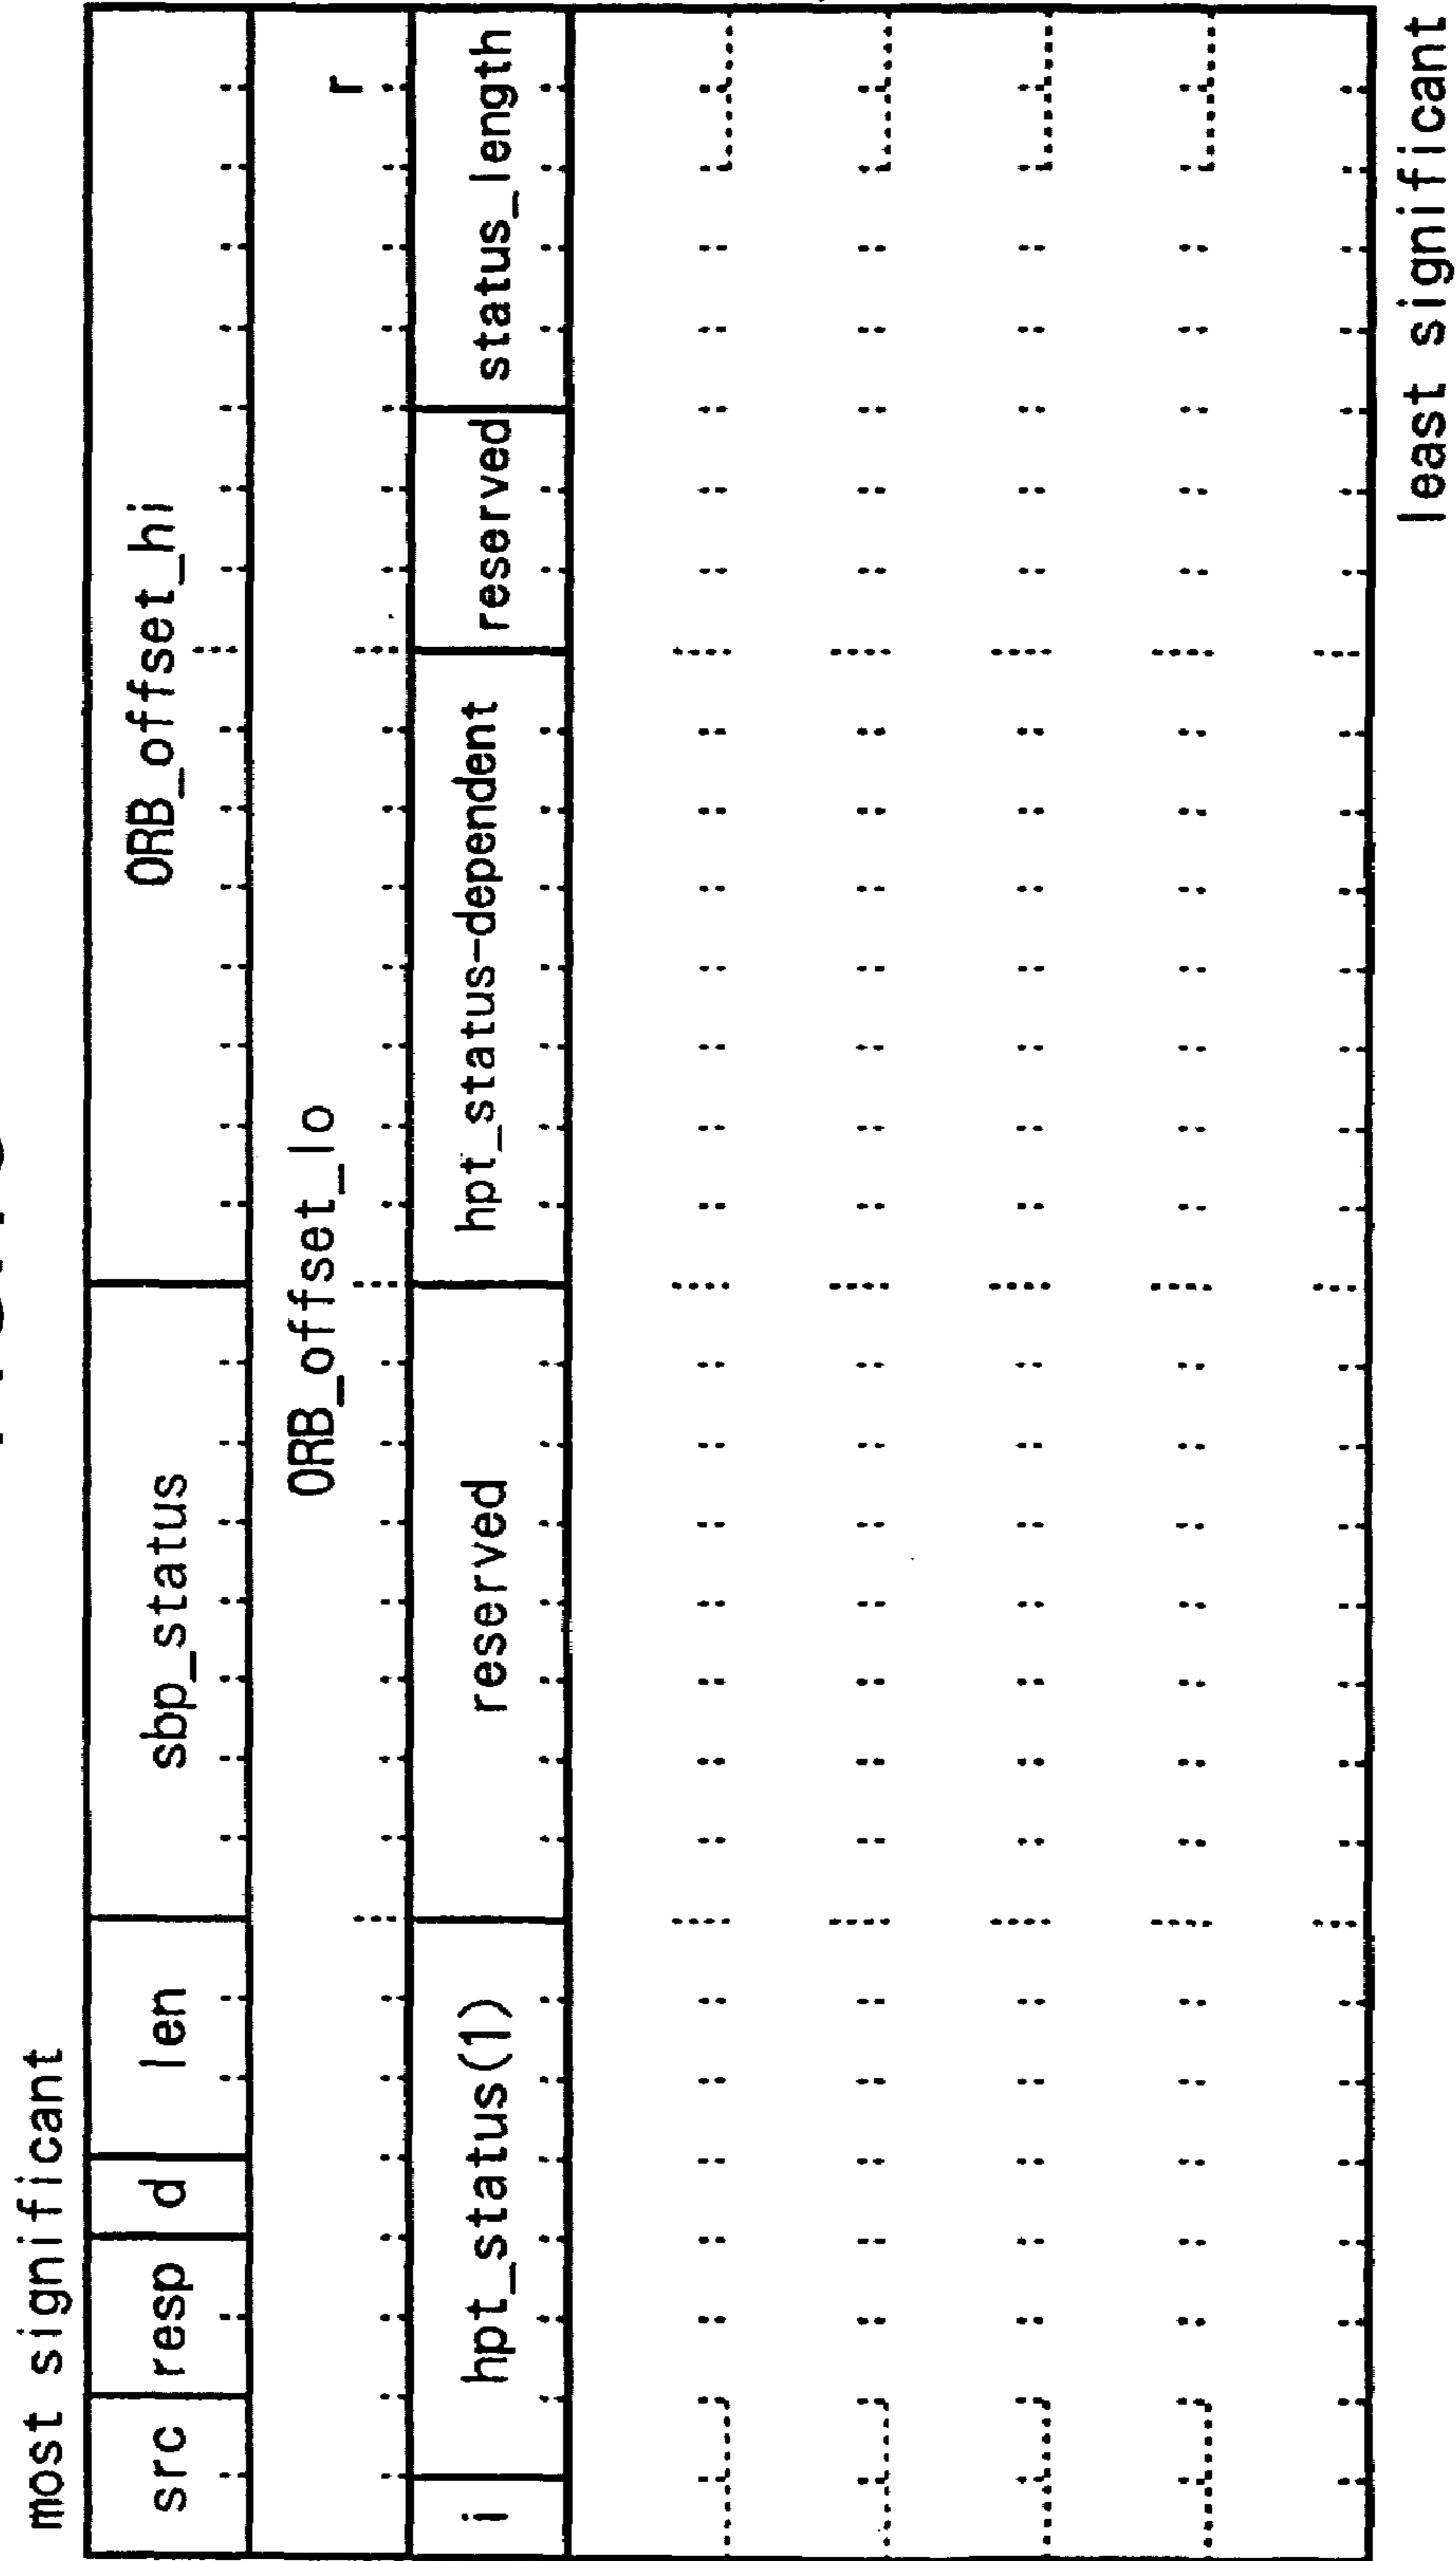 most significant
src resp d len sbp_status ORB_offset_hi
ORB_offset_lo r
i hpt_status(1) reserved hpt_status-dependent reserved status_length
least significant